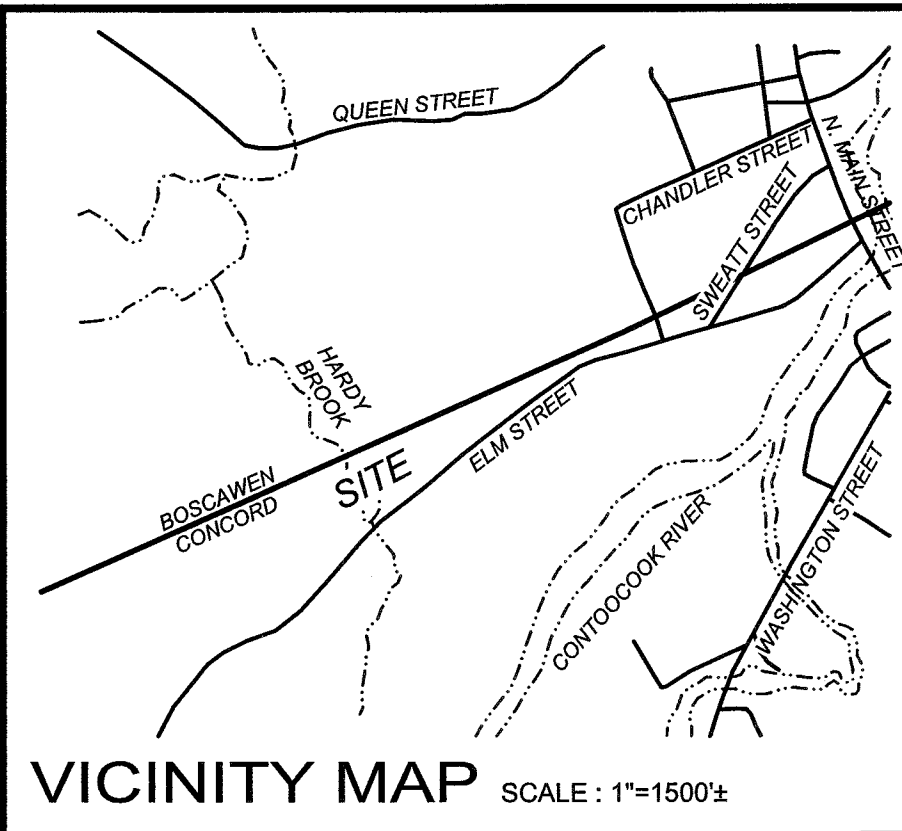 QUEEN STREET
CHANDLER STREET
N. MAIN STREET
SWEATT STREET
HARDY
BROOK
ELM STREET
SITE
BOSCAWEN
CONCORD
CONTOOCOOK RIVER
WASHINGTON STREET
VICINITY MAP SCALE : 1"=1500'±